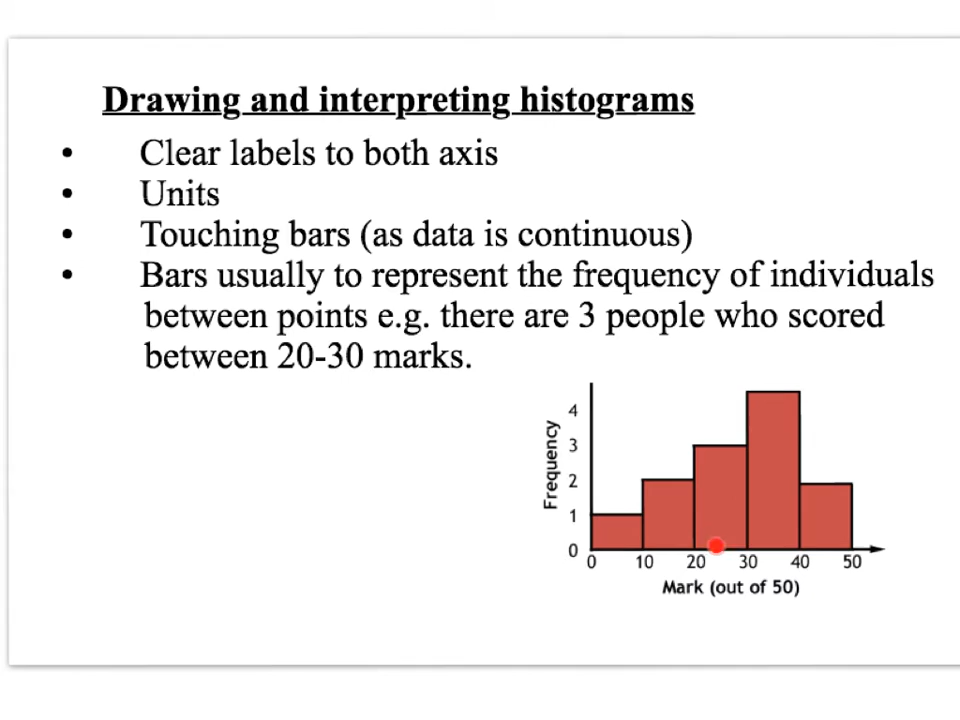 Drawing and interpreting histograms
• Clear labels to both axis
• Units
• Touching bars (as data is continuous)
• Bars usually to represent the frequency of individuals
between points e.g. there are 3 people who scored
between 20-30 marks.
Frequency
4
3
2
1
0
0 10 20 30 40 50
Mark (out of 50)